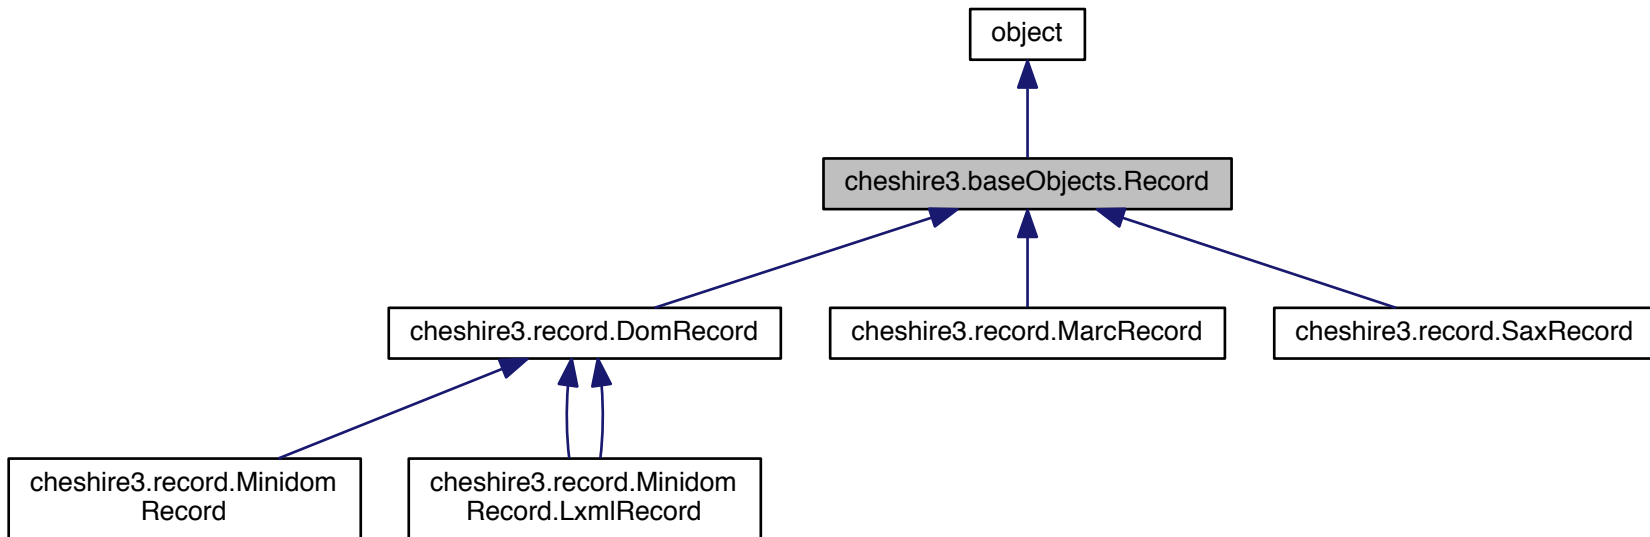 object
cheshire3.baseObjects.Record
cheshire3.record.DomRecord
cheshire3.record.MarcRecord
cheshire3.record.SaxRecord
cheshire3.record.Minidom
Record
cheshire3.record.Minidom
Record.LxmlRecord